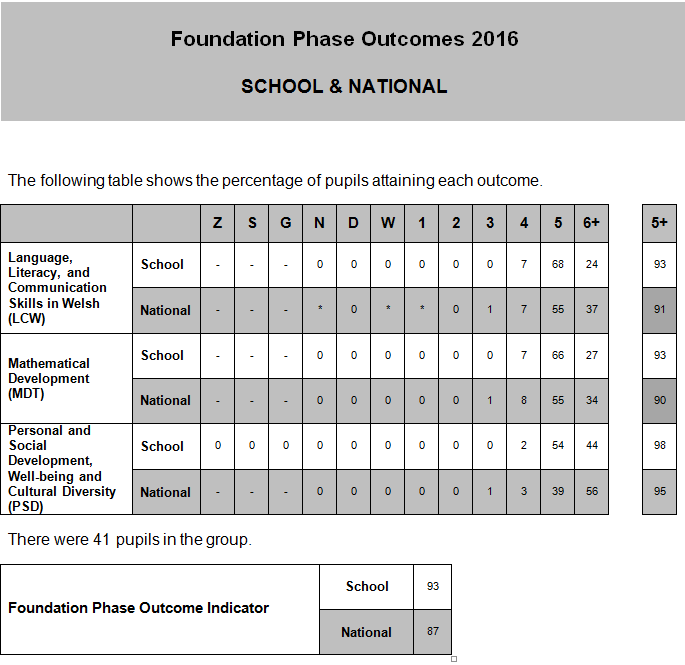 Foundation Phase Outcomes 2016
SCHOOL & NATIONAL
The following table shows the percentage of pupils attaining each outcome.
Z S G N D W 1 2 3 4 5 6+ 5+
Language,
Literacy, and
Communication
Skills in Welsh
(LCW)
School - - - 0 0 0 0 0 0 7 68 24 93
National - - - * 0 * * 0 1 7 55 37 91
Mathematical
Development
(MDT)
School - - - 0 0 0 0 0 0 7 66 27 93
National - - - 0 0 0 0 0 1 8 55 34 90
Personal and
Social
Development,
Well-being and
Cultural Diversity
(PSD)
School 0 0 0 0 0 0 0 0 0 2 54 44 98
National - - - 0 0 0 0 0 1 3 39 56 95
There were 41 pupils in the group.
Foundation Phase Outcome Indicator
School 93
National 87